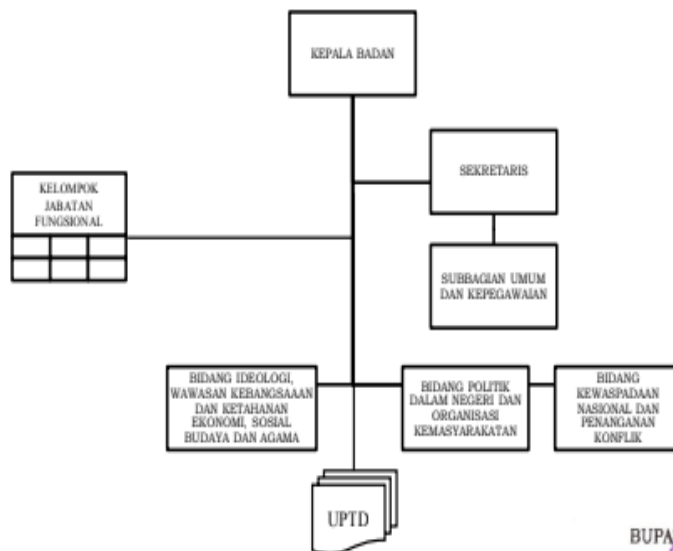 KEPALA BADAN
SEKRETARIS
KELOMPOK
JABATAN
FUNGSIONAL
SUBBAGIAN UMUM
DAN KEPEGAWAIAN
BIDANG IDEOLOGI,
WAWASAN KEBANGSAAAN
DAN KETAHANAN
EKONOMI, SOSIAL
BUDAYA DAN AGAMA
BIDANG POLITIK
DALAM NEGERI DAN
ORGANISASI
KEMASYARAKATAN
BIDANG
KEWASPADAAN
NASIONAL DAN
PENANGANAN
KONFLIK
UPTD
BUPA